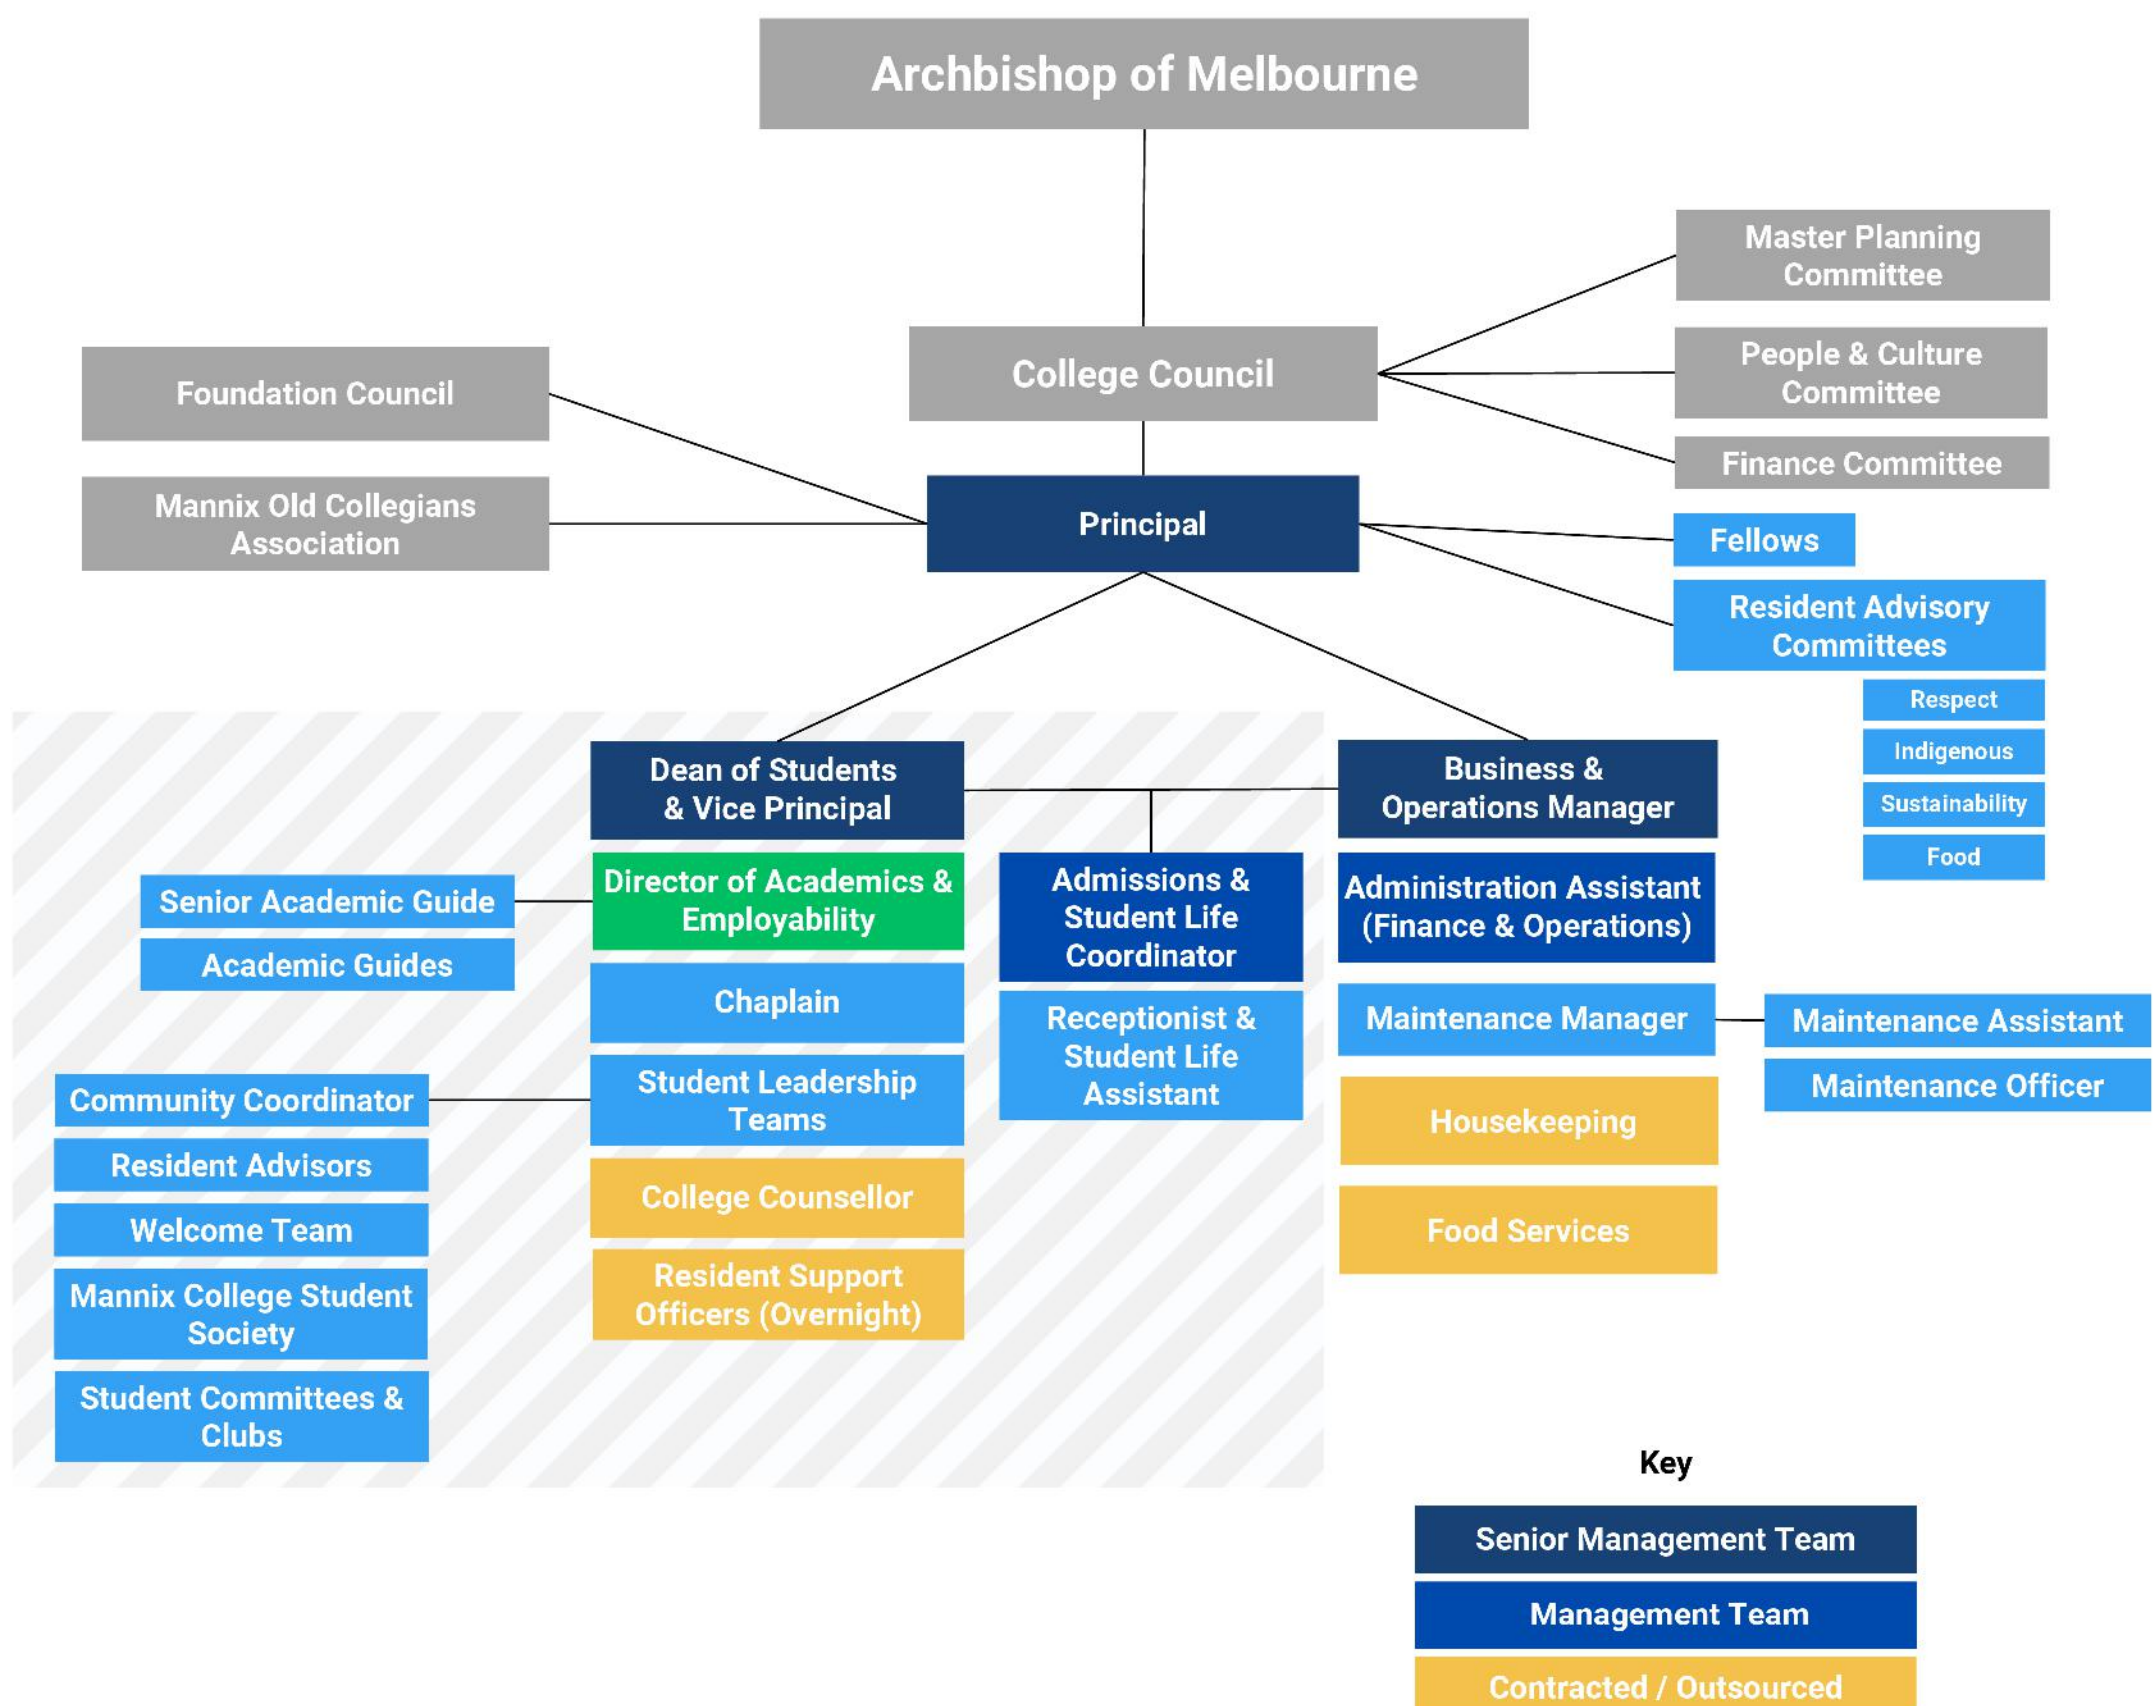 Archbishop of Melbourne
Master Planning
Committee
College Council
People & Culture
Committee
Foundation Council
Finance Committee
Mannix Old Collegians
Association
Principal
Fellows
Resident Advisory
Committees
Respect
Indigenous
Sustainability
Food
Dean of Students
& Vice Principal
Business &
Operations Manager
Director of Academics &
Employability
Senior Academic Guide
Academic Guides
Admissions &
Student Life
Coordinator
Administration Assistant
(Finance & Operations)
Chaplain
Receptionist &
Student Life
Assistant
Maintenance Manager
Maintenance Assistant
Maintenance Officer
Student Leadership
Teams
Community Coordinator
Resident Advisors
Welcome Team
Mannix College Student
Society
Student Committees &
Clubs
College Counsellor
Resident Support
Officers (Overnight)
Housekeeping
Food Services
Key
Senior Management Team
Management Team
Contracted / Outsourced